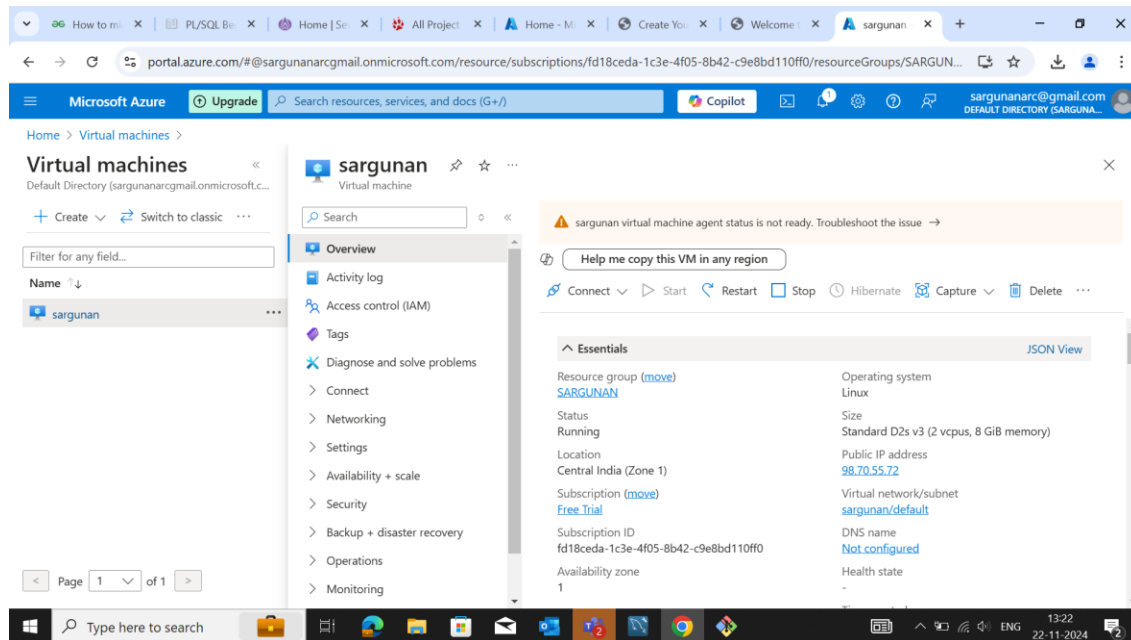 How to mi
PL/SQL Be
Home | Se
All Project
Home - M
Create You
Welcome t
sargunan
portal.azure.com/#@sargunanarcgmail.onmicrosoft.com/resource/subscriptions/fd18ceda-1c3e-4f05-8b42-c9e8bd110ff0/resourceGroups/SARGUN...
Microsoft Azure
Upgrade
Search resources, services, and docs (G+/)
Copilot
1
sargunanarc@gmail.com
DEFAULT DIRECTORY (SARGUNA...
Home > Virtual machines >
Virtual machines
Default Directory (sargunanarcgmail.onmicrosoft.c...
+ Create
Switch to classic
...
Filter for any field...
Name ↑↓
sargunan
...
Page 1 of 1
sargunan
...
Virtual machine
Search
Overview
Activity log
Access control (IAM)
Tags
Diagnose and solve problems
Connect
Networking
Settings
Availability + scale
Security
Backup + disaster recovery
Operations
Monitoring
sargunan virtual machine agent status is not ready. Troubleshoot the issue →
Help me copy this VM in any region
Connect
Start
Restart
Stop
Hibernate
Capture
Delete
...
Essentials
JSON View
Resource group (move)
SARGUNAN
Status
Running
Location
Central India (Zone 1)
Subscription (move)
Free Trial
Subscription ID
fd18ceda-1c3e-4f05-8b42-c9e8bd110ff0
Availability zone
1
Operating system
Linux
Size
Standard D2s v3 (2 vcpus, 8 GiB memory)
Public IP address
98.70.55.72
Virtual network/subnet
sargunan/default
DNS name
Not configured
Health state
-
Type here to search
2
ENG
13:22
22-11-2024
2